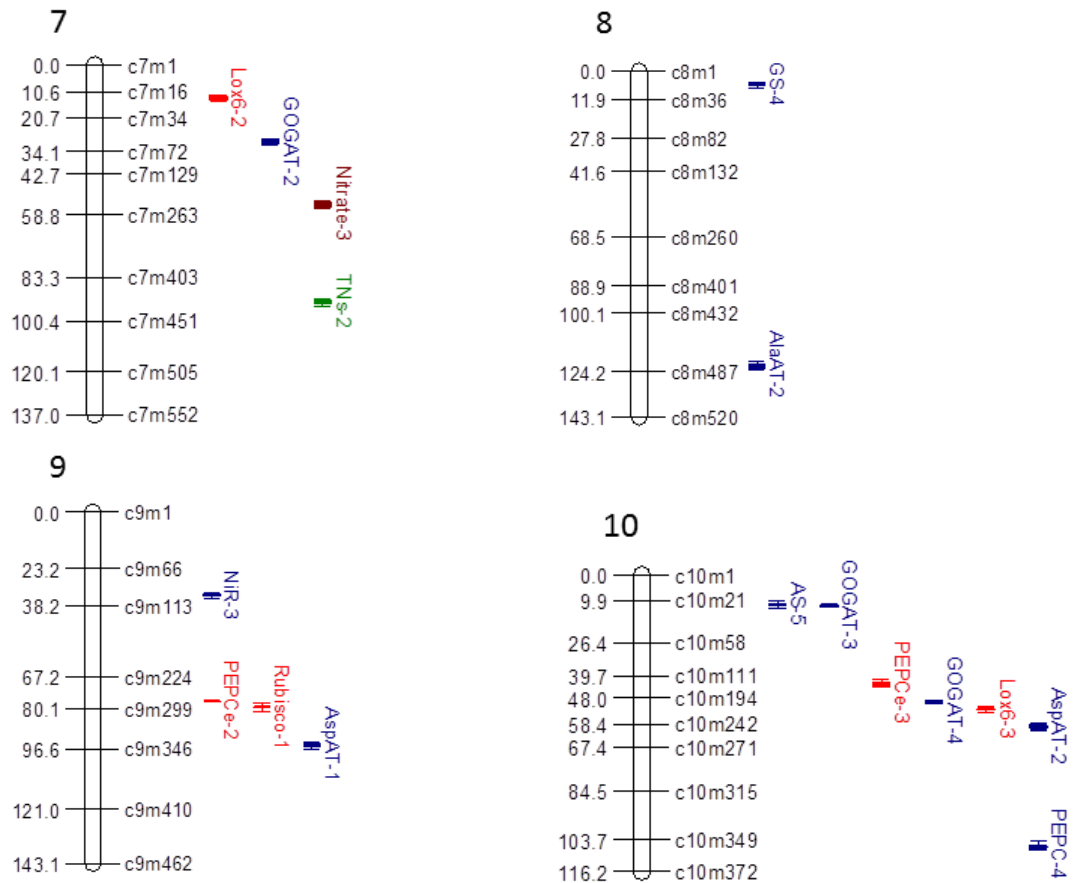 7
0.0 c7m1
10.6 c7m16
20.7 c7m34
34.1 c7m72
42.7 c7m129
58.8 c7m263
83.3 c7m403
100.4 c7m451
120.1 c7m505
137.0 c7m552
Lox6-2
GOGAT-2
Nitrate-3
TNs-2
8
0.0 c8m1
11.9 c8m36
27.8 c8m82
41.6 c8m132
68.5 c8m260
88.9 c8m401
100.1 c8m432
124.2 c8m487
143.1 c8m520
GS-4
AlaAT-2
9
0.0 c9m1
23.2 c9m66
38.2 c9m113
67.2 c9m224
80.1 c9m299
96.6 c9m346
121.0 c9m410
143.1 c9m462
NiR-3
PEPCe-2
Rubisco-1
AspAT-1
10
0.0 c10m1
9.9 c10m21
26.4 c10m58
39.7 c10m111
48.0 c10m194
58.4 c10m242
67.4 c10m271
84.5 c10m315
103.7 c10m349
116.2 c10m372
AS-5
GOGAT-3
PEPCe-3
GOGAT-4
Lox6-3
AspAT-2
PEPC-4